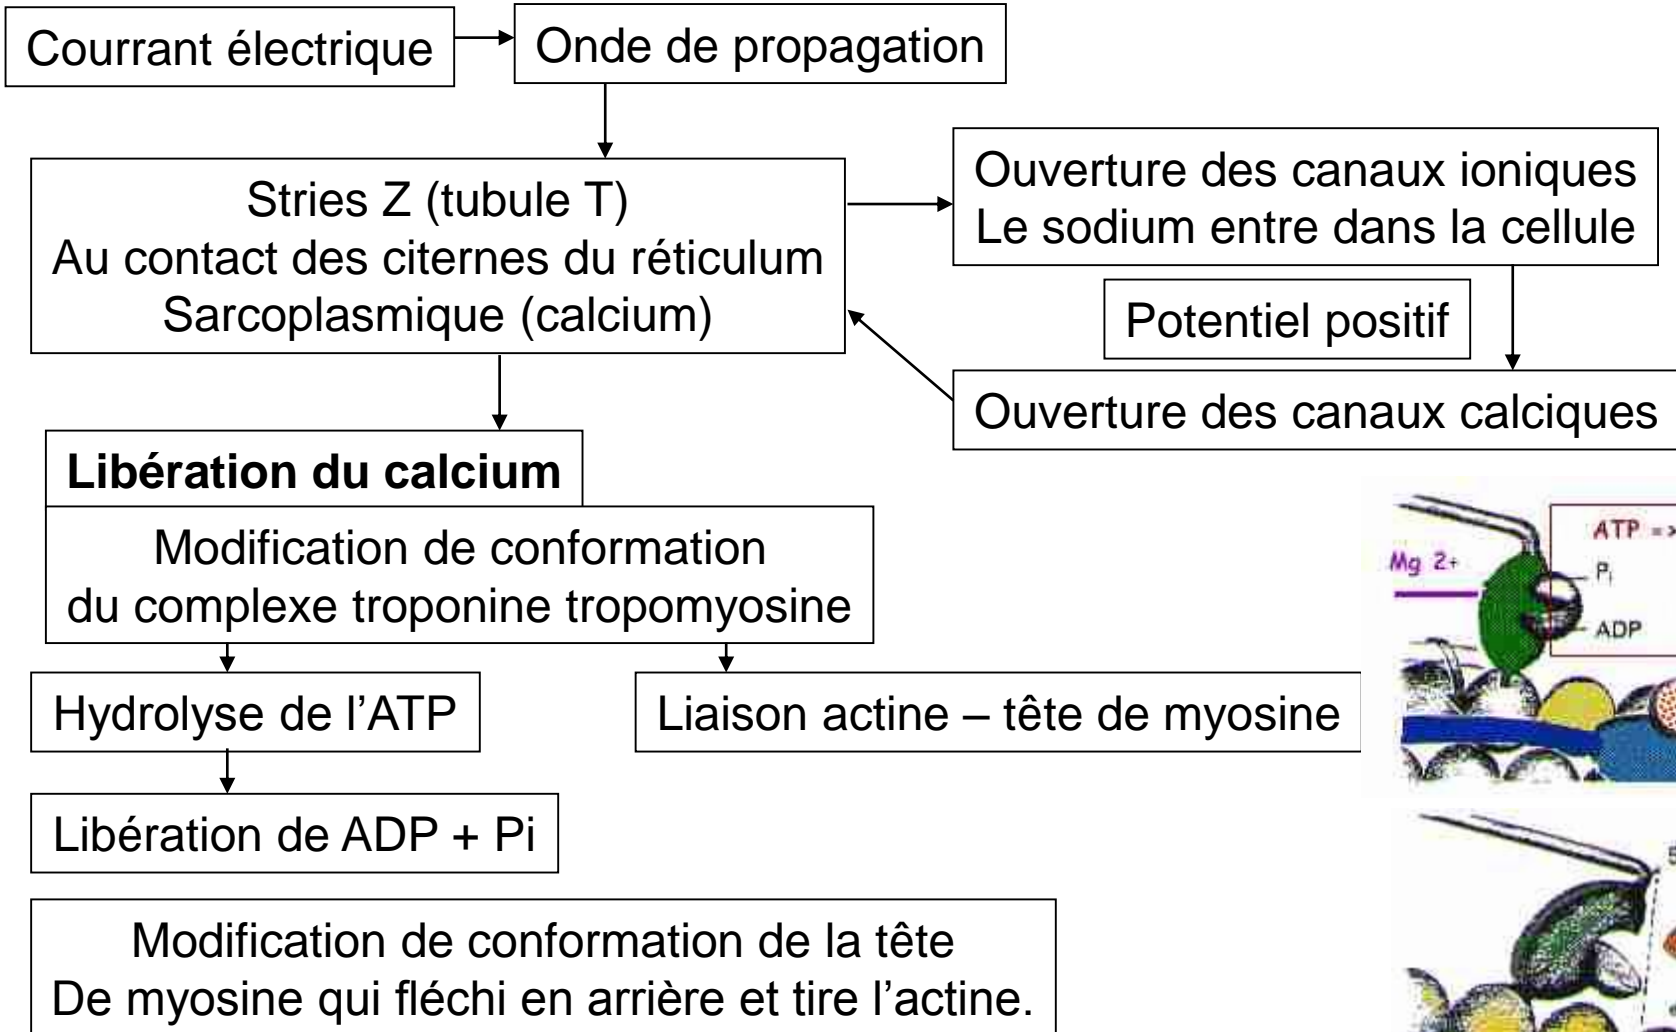 Courrant électrique
Onde de propagation
Stries Z (tubule T)
Au contact des citernes du réticulum
Sarcoplasmique (calcium)
Ouverture des canaux ioniques
Le sodium entre dans la cellule
Potentiel positif
Ouverture des canaux calciques
Libération du calcium
Modification de conformation
du complexe troponine tropomyosine
Hydrolyse de l’ATP
Liaison actine – tête de myosine
Libération de ADP + Pi
Modification de conformation de la tête
De myosine qui fléchi en arrière et tire l’actine.
ATP =>
Mg 2+
Pi
ADP